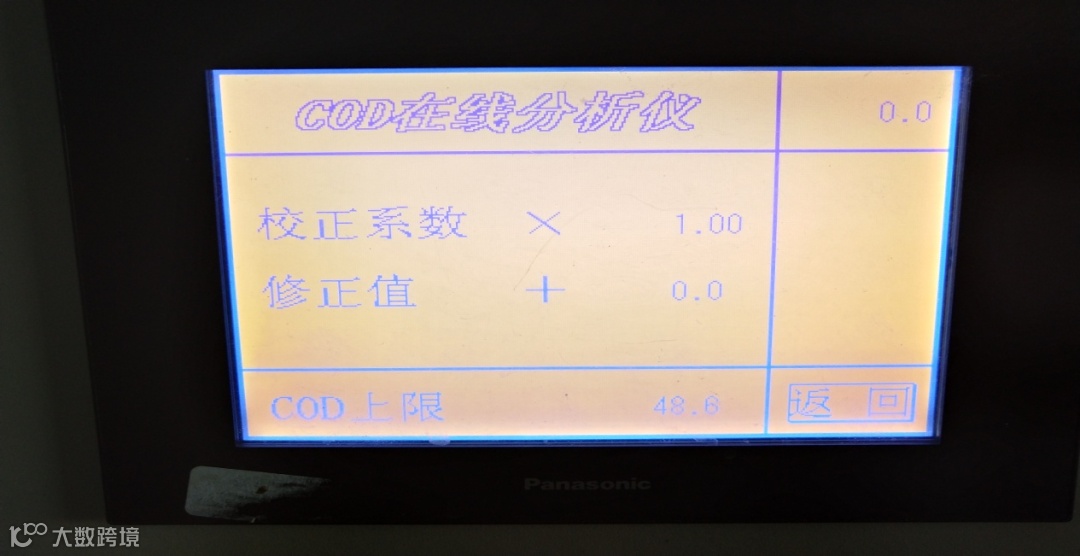 COD在线分析仪 0.0
校正系数 × 1.00
修正值 + 0.0
COD上限 48.6 返 回
Panasonic
大数跨境